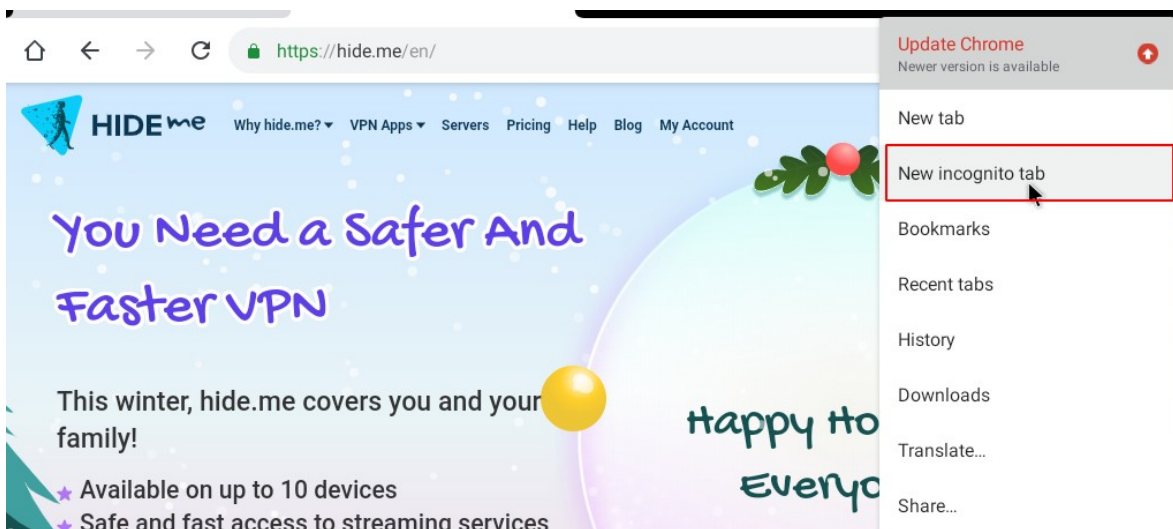 https://hide.me/en/
HIDE me
Why hide.me? VPN Apps Servers Pricing Help Blog My Account
You Need a Safer And
Faster VPN
This winter, hide.me covers you and your
family!
Available on up to 10 devices
Safe and fast access to streaming services
Happy Ho
Everyo
Update Chrome
Newer version is available
New tab
New incognito tab
Bookmarks
Recent tabs
History
Downloads
Translate…
Share…